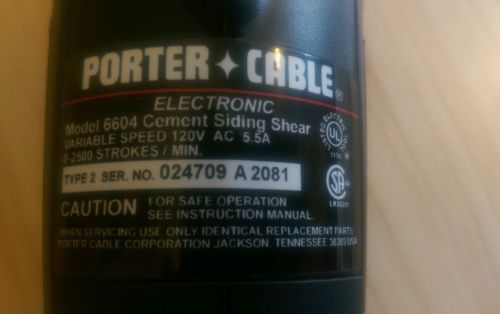 PORTER✦CABLE®
ELECTRONIC
Model 6604 Cement Siding Shear
VARIABLE SPEED 120V AC 5.5A
0-2500 STROKES / MIN.
TYPE 2 SER. NO. 024709 A 2081
CAUTION FOR SAFE OPERATION
SEE INSTRUCTION MANUAL.
WHEN SERVICING USE ONLY IDENTICAL REPLACEMENT PARTS
PORTER CABLE CORPORATION JACKSON, TENNESSEE 38305 USA
UL